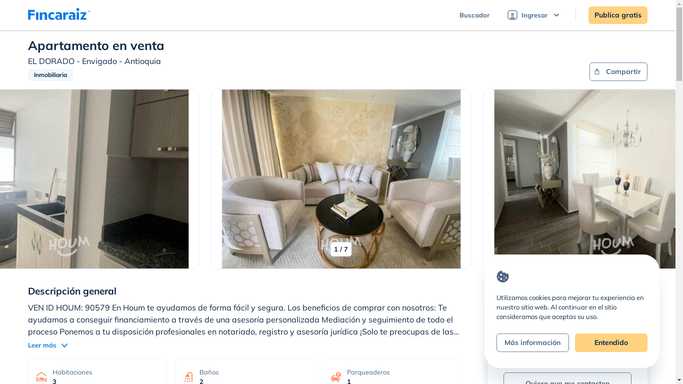 Fincaraiz
Buscador
Ingresar
Publica gratis
Apartamento en venta
EL DORADO - Envigado - Antioquia
Inmobiliaria
Compartir
HOUM
HOUM
HOUM
1 / 7
Descripción general
VEN ID HOUM: 90579 En Houm te ayudamos de forma fácil y segura. Los beneficios de comprar con nosotros: Te
ayudamos a conseguir financiamiento a través de una asesoría personalizada Mediación y seguimiento de todo el
proceso Ponemos a tu disposición profesionales en notariado, registro y asesoría jurídica ¡Solo te preocupas de las...
Leer más
Habitaciones
3
Baños
2
Parqueaderos
1
Utilizamos cookies para mejorar tu experiencia en
nuestro sitio web. Al continuar en el sitio
consideramos que aceptas su uso.
Más información
Entendido
Quiero que me contacten